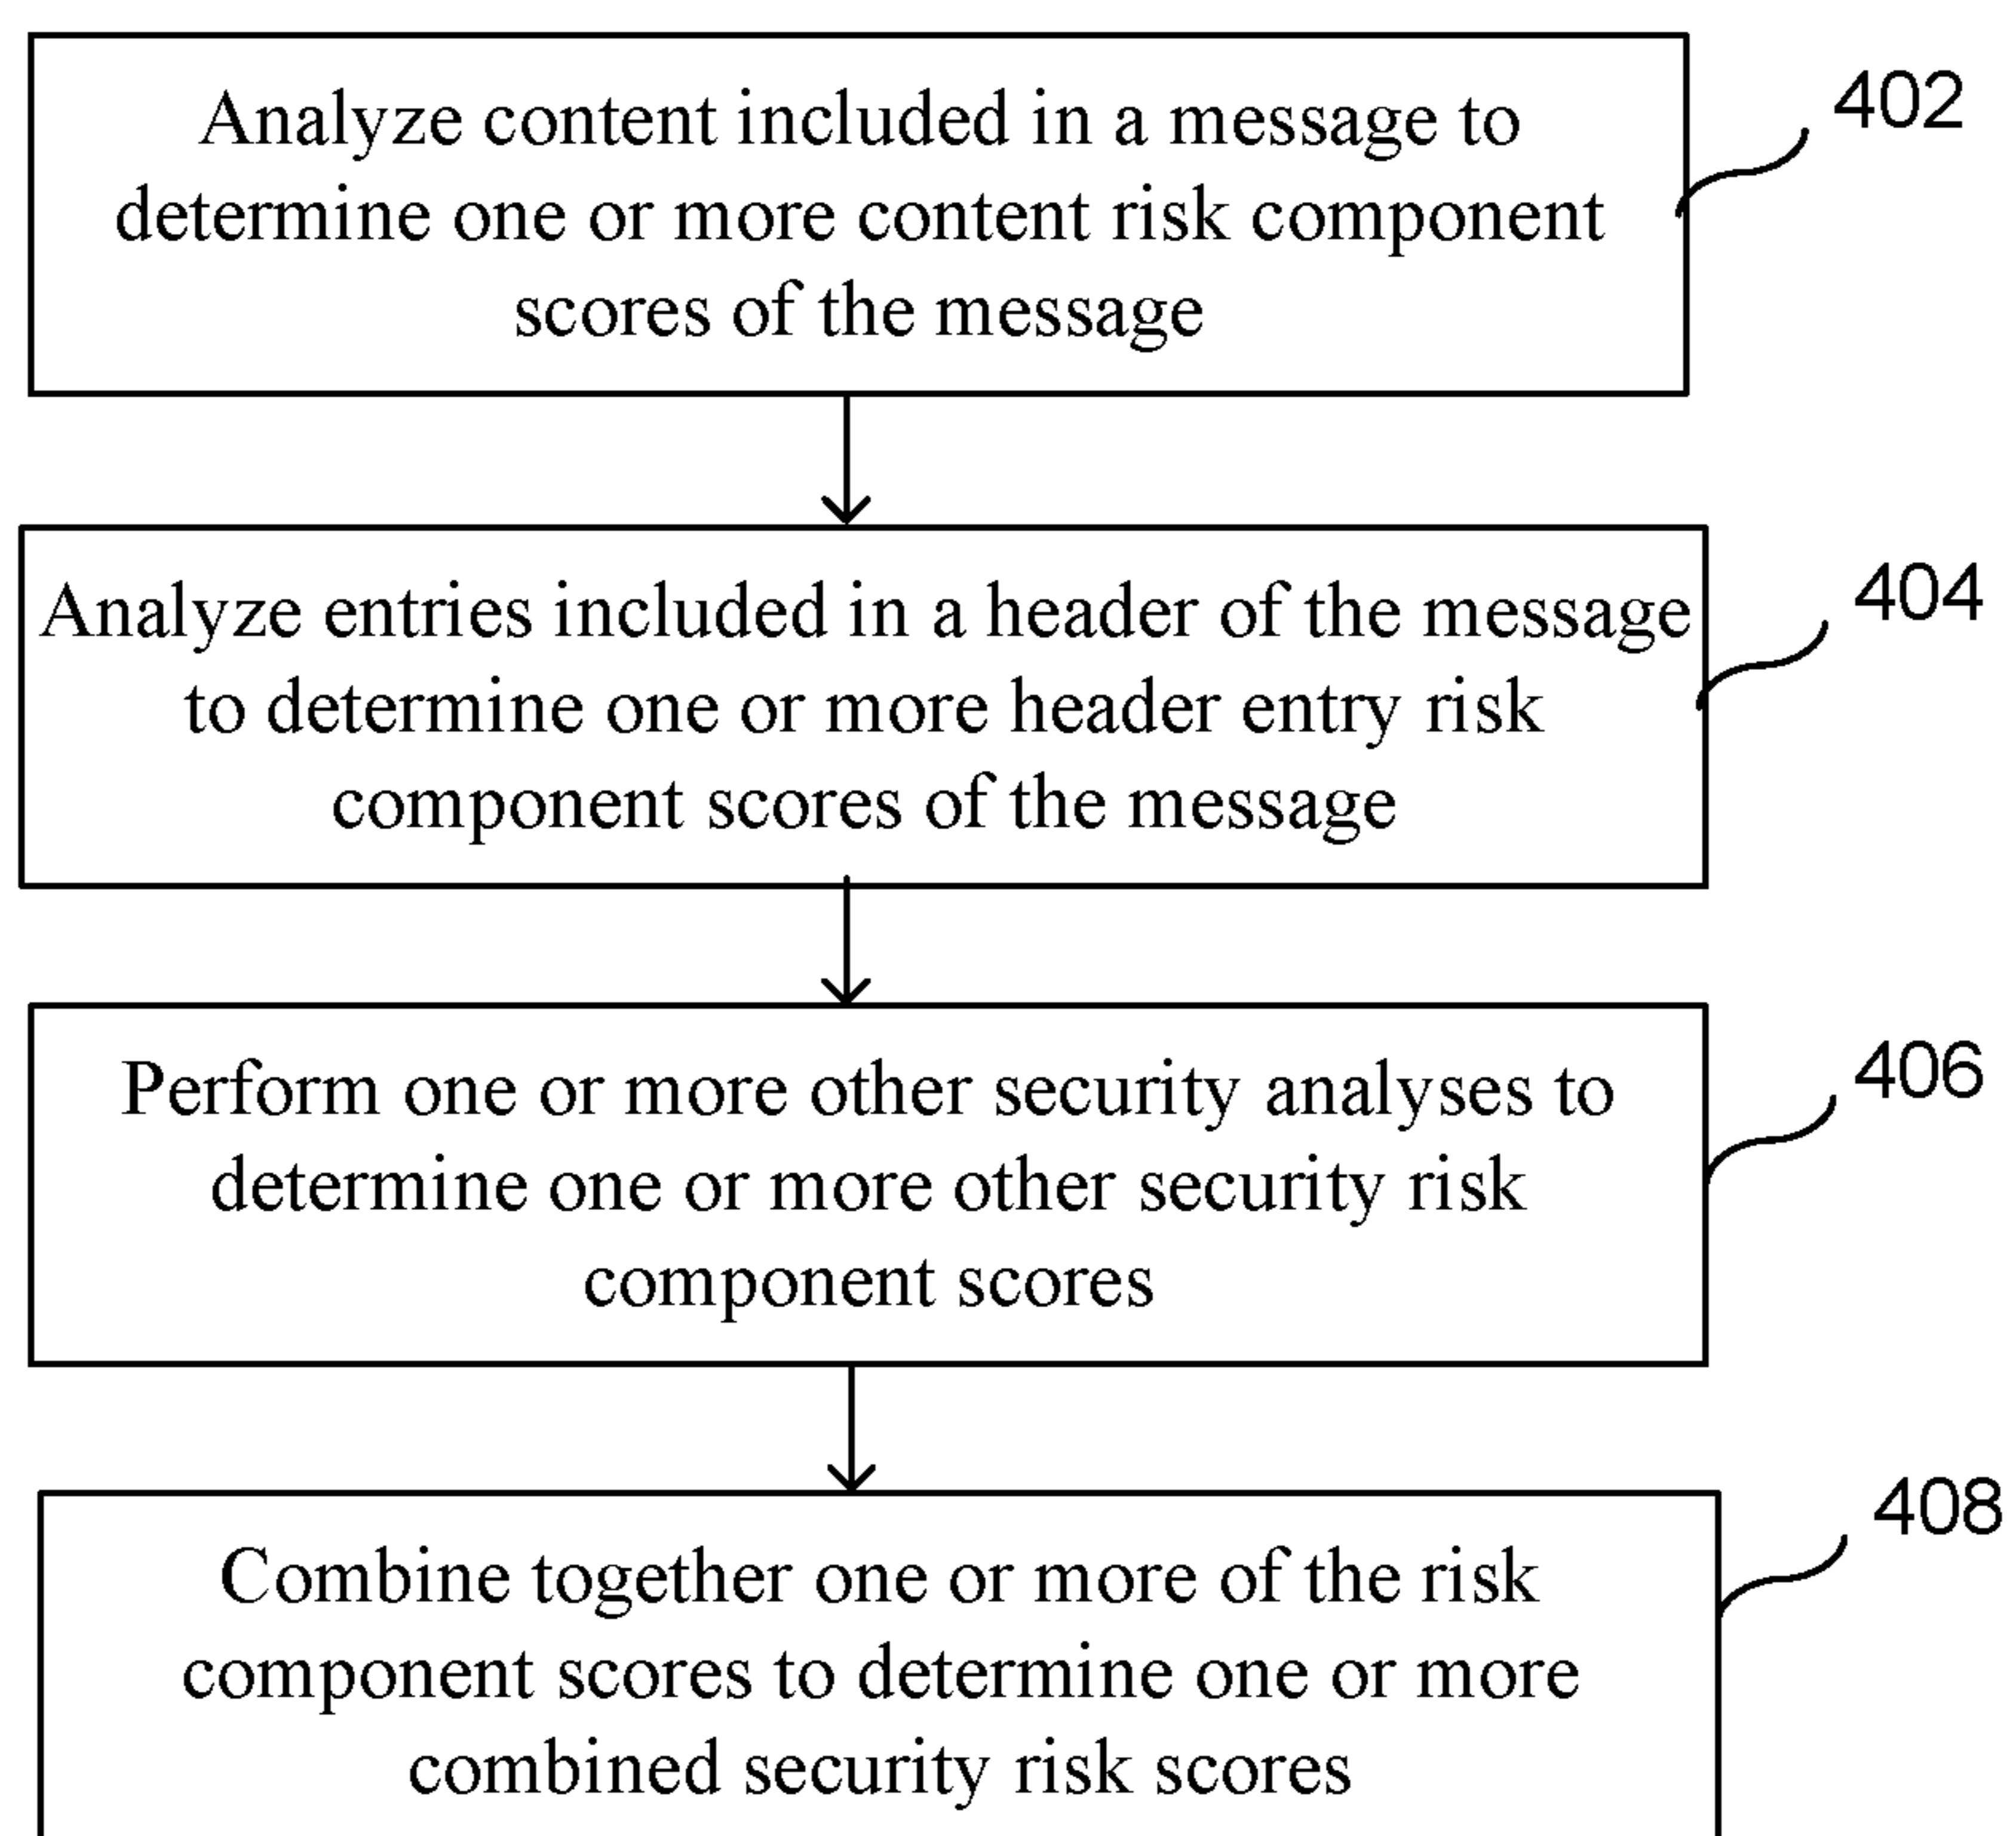 Analyze content included in a message to
determine one or more content risk component
scores of the message
402
Analyze entries included in a header of the message
to determine one or more header entry risk
component scores of the message
404
Perform one or more other security analyses to
determine one or more other security risk
component scores
406
Combine together one or more of the risk
component scores to determine one or more
combined security risk scores
408